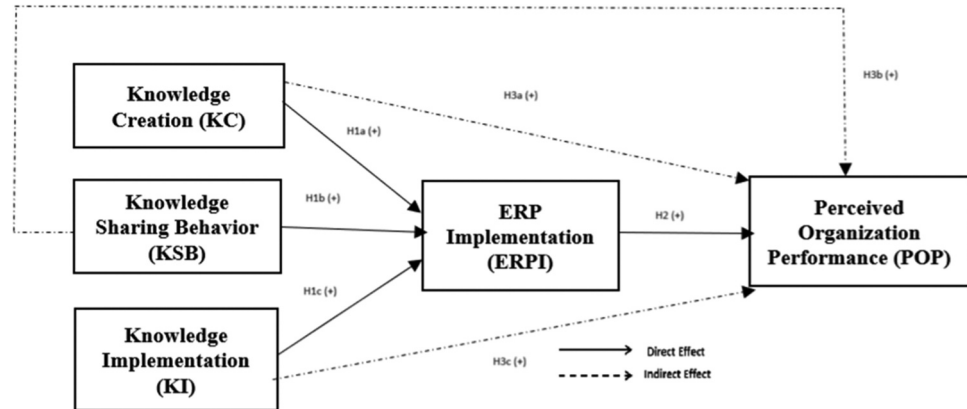 H3b (+)
Knowledge
Creation (KC)
H3a (+)
H1a (+)
Knowledge
Sharing Behavior
(KSB)
H1b (+)
ERP
Implementation
(ERPI)
H2 (+)
Perceived
Organization
Performance (POP)
H1c (+)
Knowledge
Implementation
(KI)
H3c (+)
Direct Effect
Indirect Effect